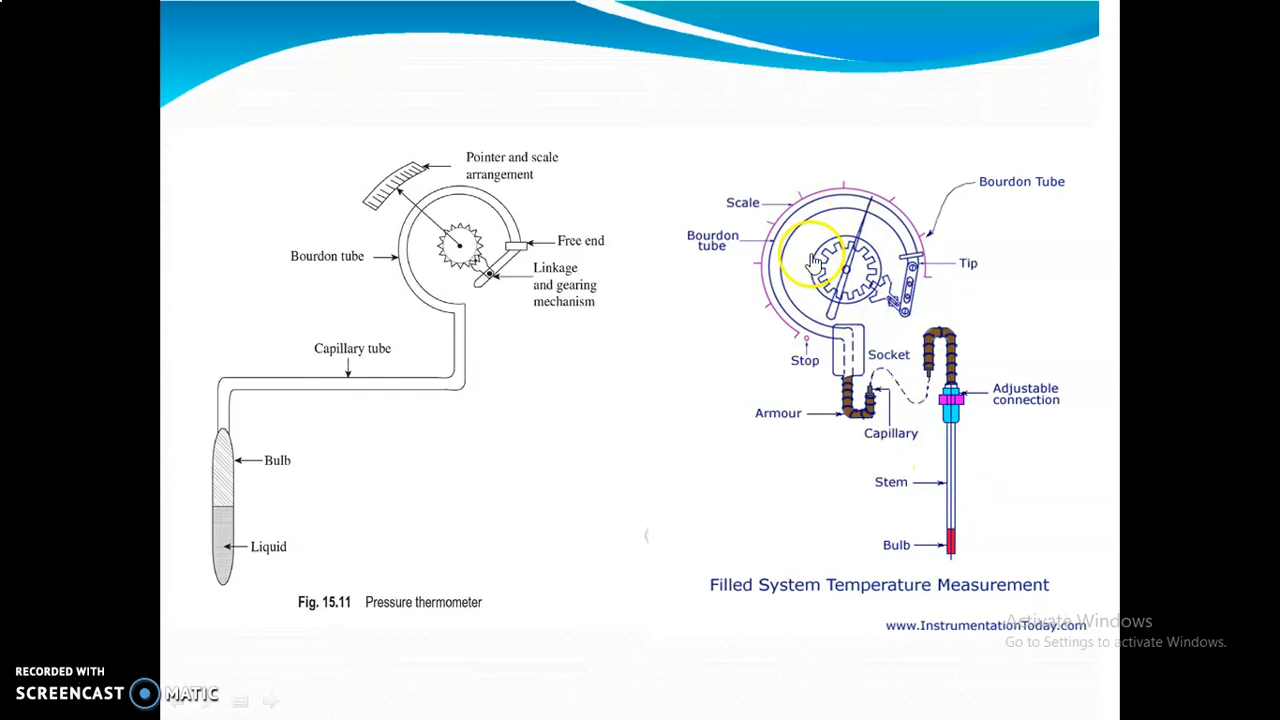 Pointer and scale
arrangement
Bourdon tube
Free end
Linkage
and gearing
mechanism
Capillary tube
Bulb
Liquid
Fig. 15.11 Pressure thermometer
Bourdon Tube
Scale
Bourdon
tube
Tip
Stop
Socket
Adjustable
connection
Armour
Capillary
Stem
Bulb
Filled System Temperature Measurement
www.InstrumentationToday.com
Activate Windows
Go to Settings to activate Windows.
RECORDED WITH
SCREENCAST MATIC